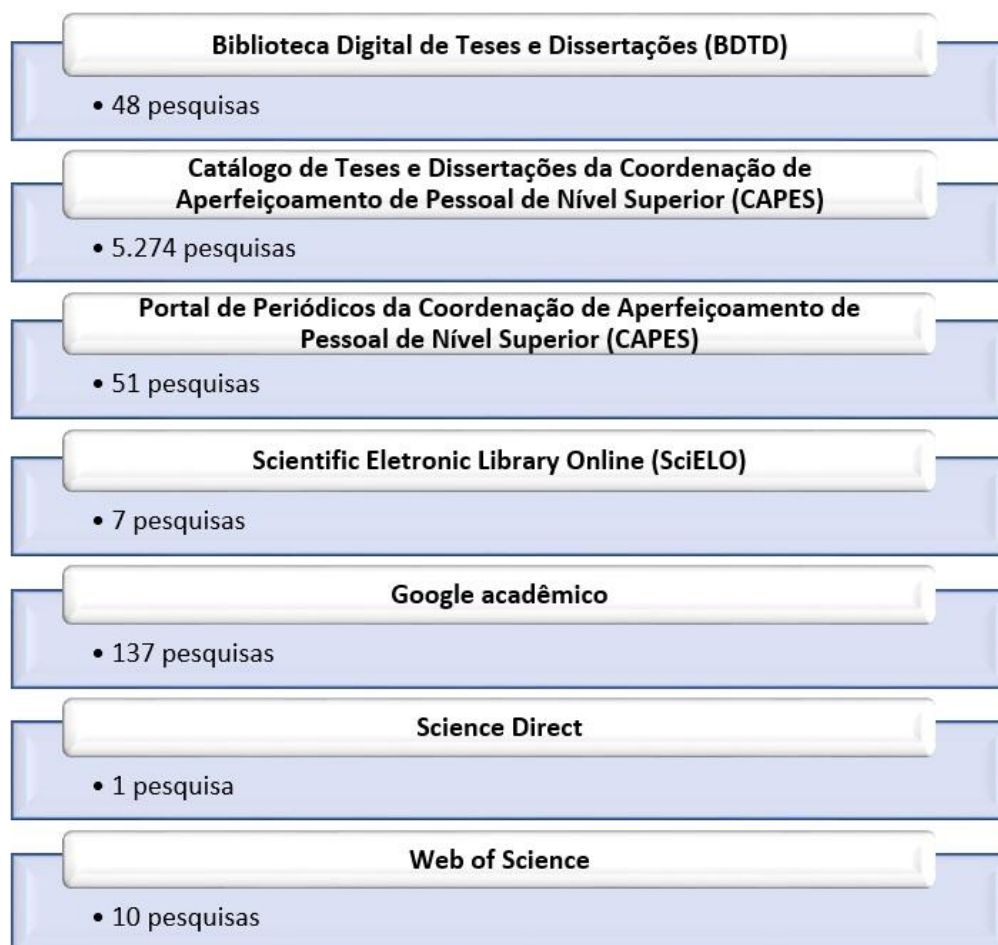 Biblioteca Digital de Teses e Dissertações (BDTD)
• 48 pesquisas
Catálogo de Teses e Dissertações da Coordenação de
Aperfeiçoamento de Pessoal de Nível Superior (CAPES)
• 5.274 pesquisas
Portal de Periódicos da Coordenação de Aperfeiçoamento de
Pessoal de Nível Superior (CAPES)
• 51 pesquisas
Scientific Eletronic Library Online (SciELO)
• 7 pesquisas
Google acadêmico
• 137 pesquisas
Science Direct
• 1 pesquisa
Web of Science
• 10 pesquisas